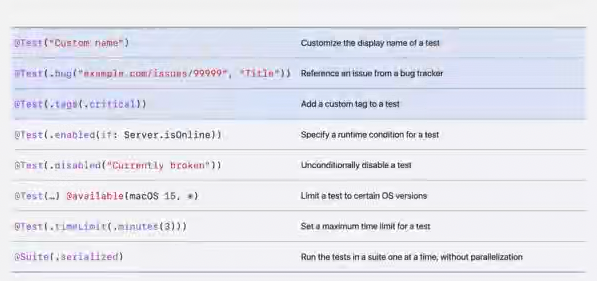 @Test("Custom name") Customize the display name of a test
@Test(.bug("example.com/issues/99999", "Title")) Reference an issue from a bug tracker
@Test(.tags(.critical)) Add a custom tag to a test
@Test(.enabled(if: Server.isOnline)) Specify a runtime condition for a test
@Test(.disabled("Currently broken")) Unconditionally disable a test
@Test(…) @available(macOS 15, *) Limit a test to certain OS versions
@Test(.timeLimit(.minutes(3))) Set a maximum time limit for a test
@Suite(.serialized) Run the tests in a suite one at a time, without parallelization